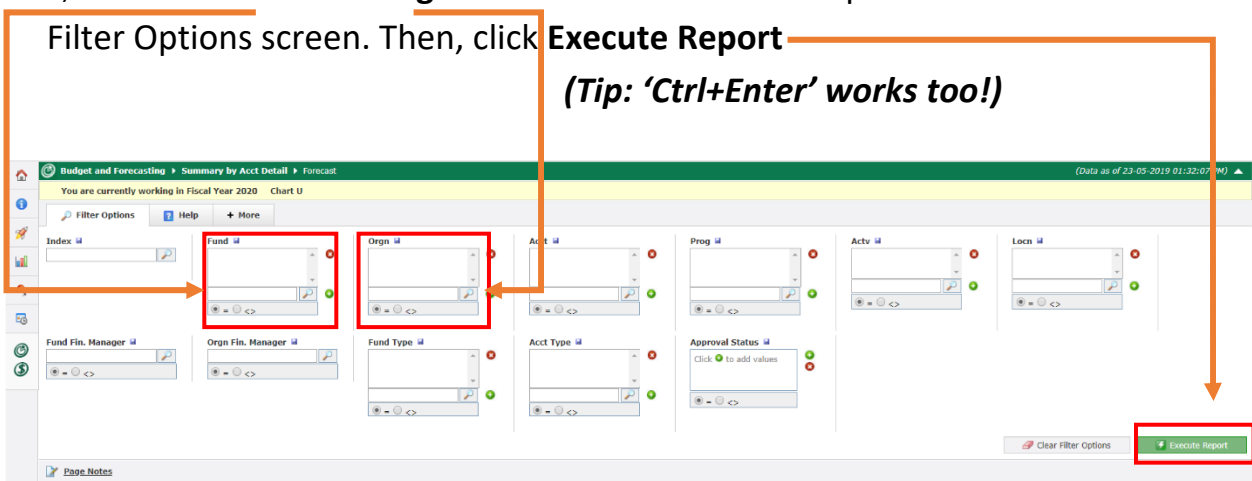 Filter Options screen. Then, click Execute Report
(Tip: ‘Ctrl+Enter’ works too!)
Budget and Forecasting ▸ Summary by Acct Detail ▸ Forecast (Data as of 23-05-2019 01:32:07 PM)
You are currently working in Fiscal Year 2020 Chart U
Filter Options Help + More
Index Fund Orgn Acct Prog Actv Locn
= <> = <> = <> = <> = <> = <>
Fund Fin. Manager Orgn Fin. Manager Fund Type Acct Type Approval Status
Click to add values
= <> = <> = <> = <> = <>
Clear Filter Options Execute Report
Page Notes